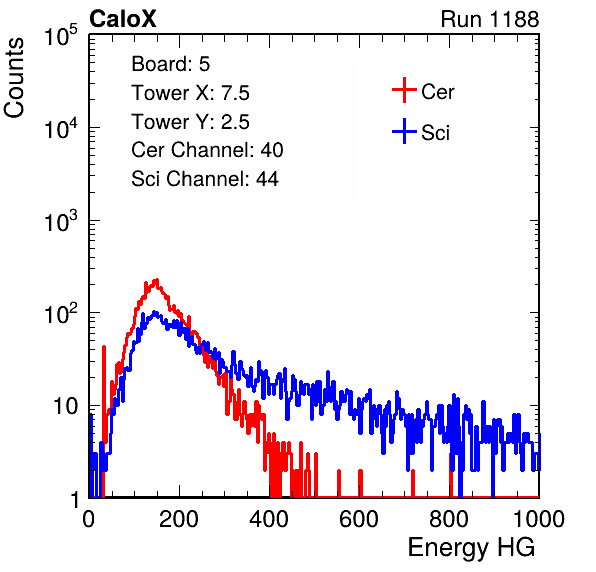 CaloX Run 1188
Counts
10^5
10^4
10^3
10^2
10
1
Board: 5
Tower X: 7.5
Tower Y: 2.5
Cer Channel: 40
Sci Channel: 44
Cer
Sci
0 200 400 600 800 1000
Energy HG